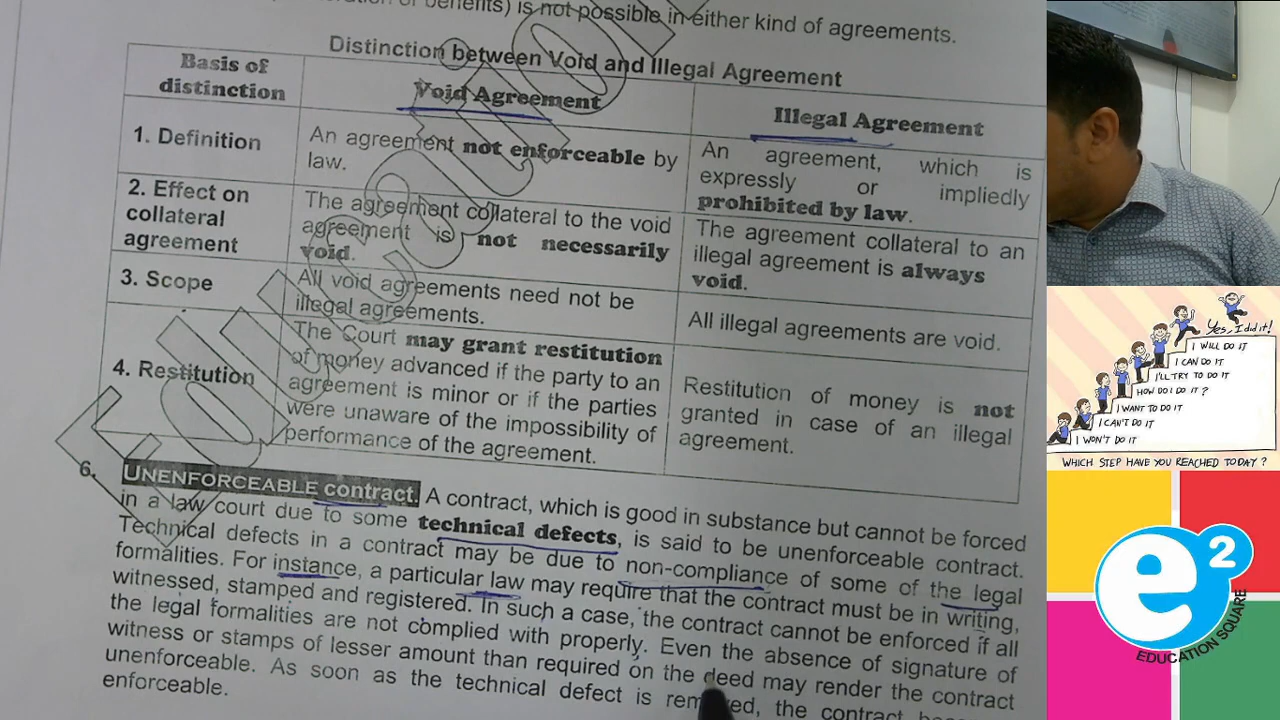 of benefits) is not possible in either kind of agreements.
Distinction between Void and Illegal Agreement
Basis of distinction
Void Agreement
Illegal Agreement
1. Definition
An agreement not enforceable by
law.
An agreement, which is
expressly or impliedly
prohibited by law.
2. Effect on
collateral
agreement
The agreement collateral to the void
agreement is not necessarily
void.
The agreement collateral to an
illegal agreement is always
void.
3. Scope
All void agreements need not be
illegal agreements.
All illegal agreements are void.
4. Restitution
The Court may grant restitution
of money advanced if the party to an
agreement is minor or if the parties
were unaware of the impossibility of
performance of the agreement.
Restitution of money is not
granted in case of an illegal
agreement.
6. UNENFORCEABLE contract. A contract, which is good in substance but cannot be forced
in a law court due to some technical defects, is said to be unenforceable contract.
Technical defects in a contract may be due to non-compliance of some of the legal
formalities. For instance, a particular law may require that the contract must be in writing,
witnessed, stamped and registered. In such a case, the contract cannot be enforced if all
the legal formalities are not complied with properly. Even the absence of signature of
witness or stamps of lesser amount than required on the deed may render the contract
unenforceable. As soon as the technical defect is the contract
enforceable.
Yes, I did it!
I WILL DO IT
I CAN DO IT
I'LL TRY TO DO IT
HOW DO I DO IT?
I WANT TO DO IT
I CAN'T DO IT
I WON'T DO IT
WHICH STEP HAVE YOU REACHED TODAY?
e2
EDUCATION SQUARE